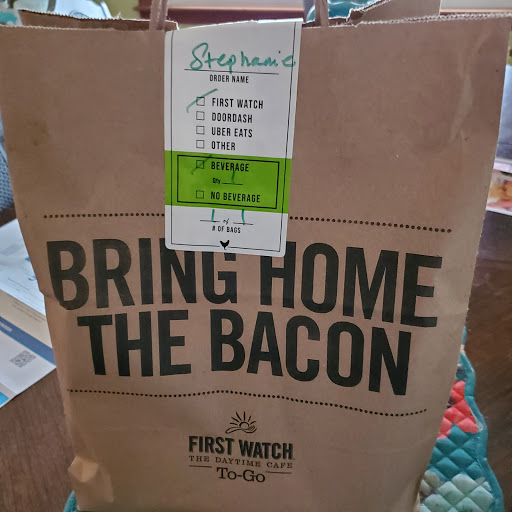 Stephanie
ORDER NAME
FIRST WATCH
DOORDASH
UBER EATS
OTHER
BEVERAGE
Qty 1
NO BEVERAGE
1 of 1
# OF BAGS
BRING HOME
THE BACON
FIRST WATCH
THE DAYTIME CAFE
To-Go